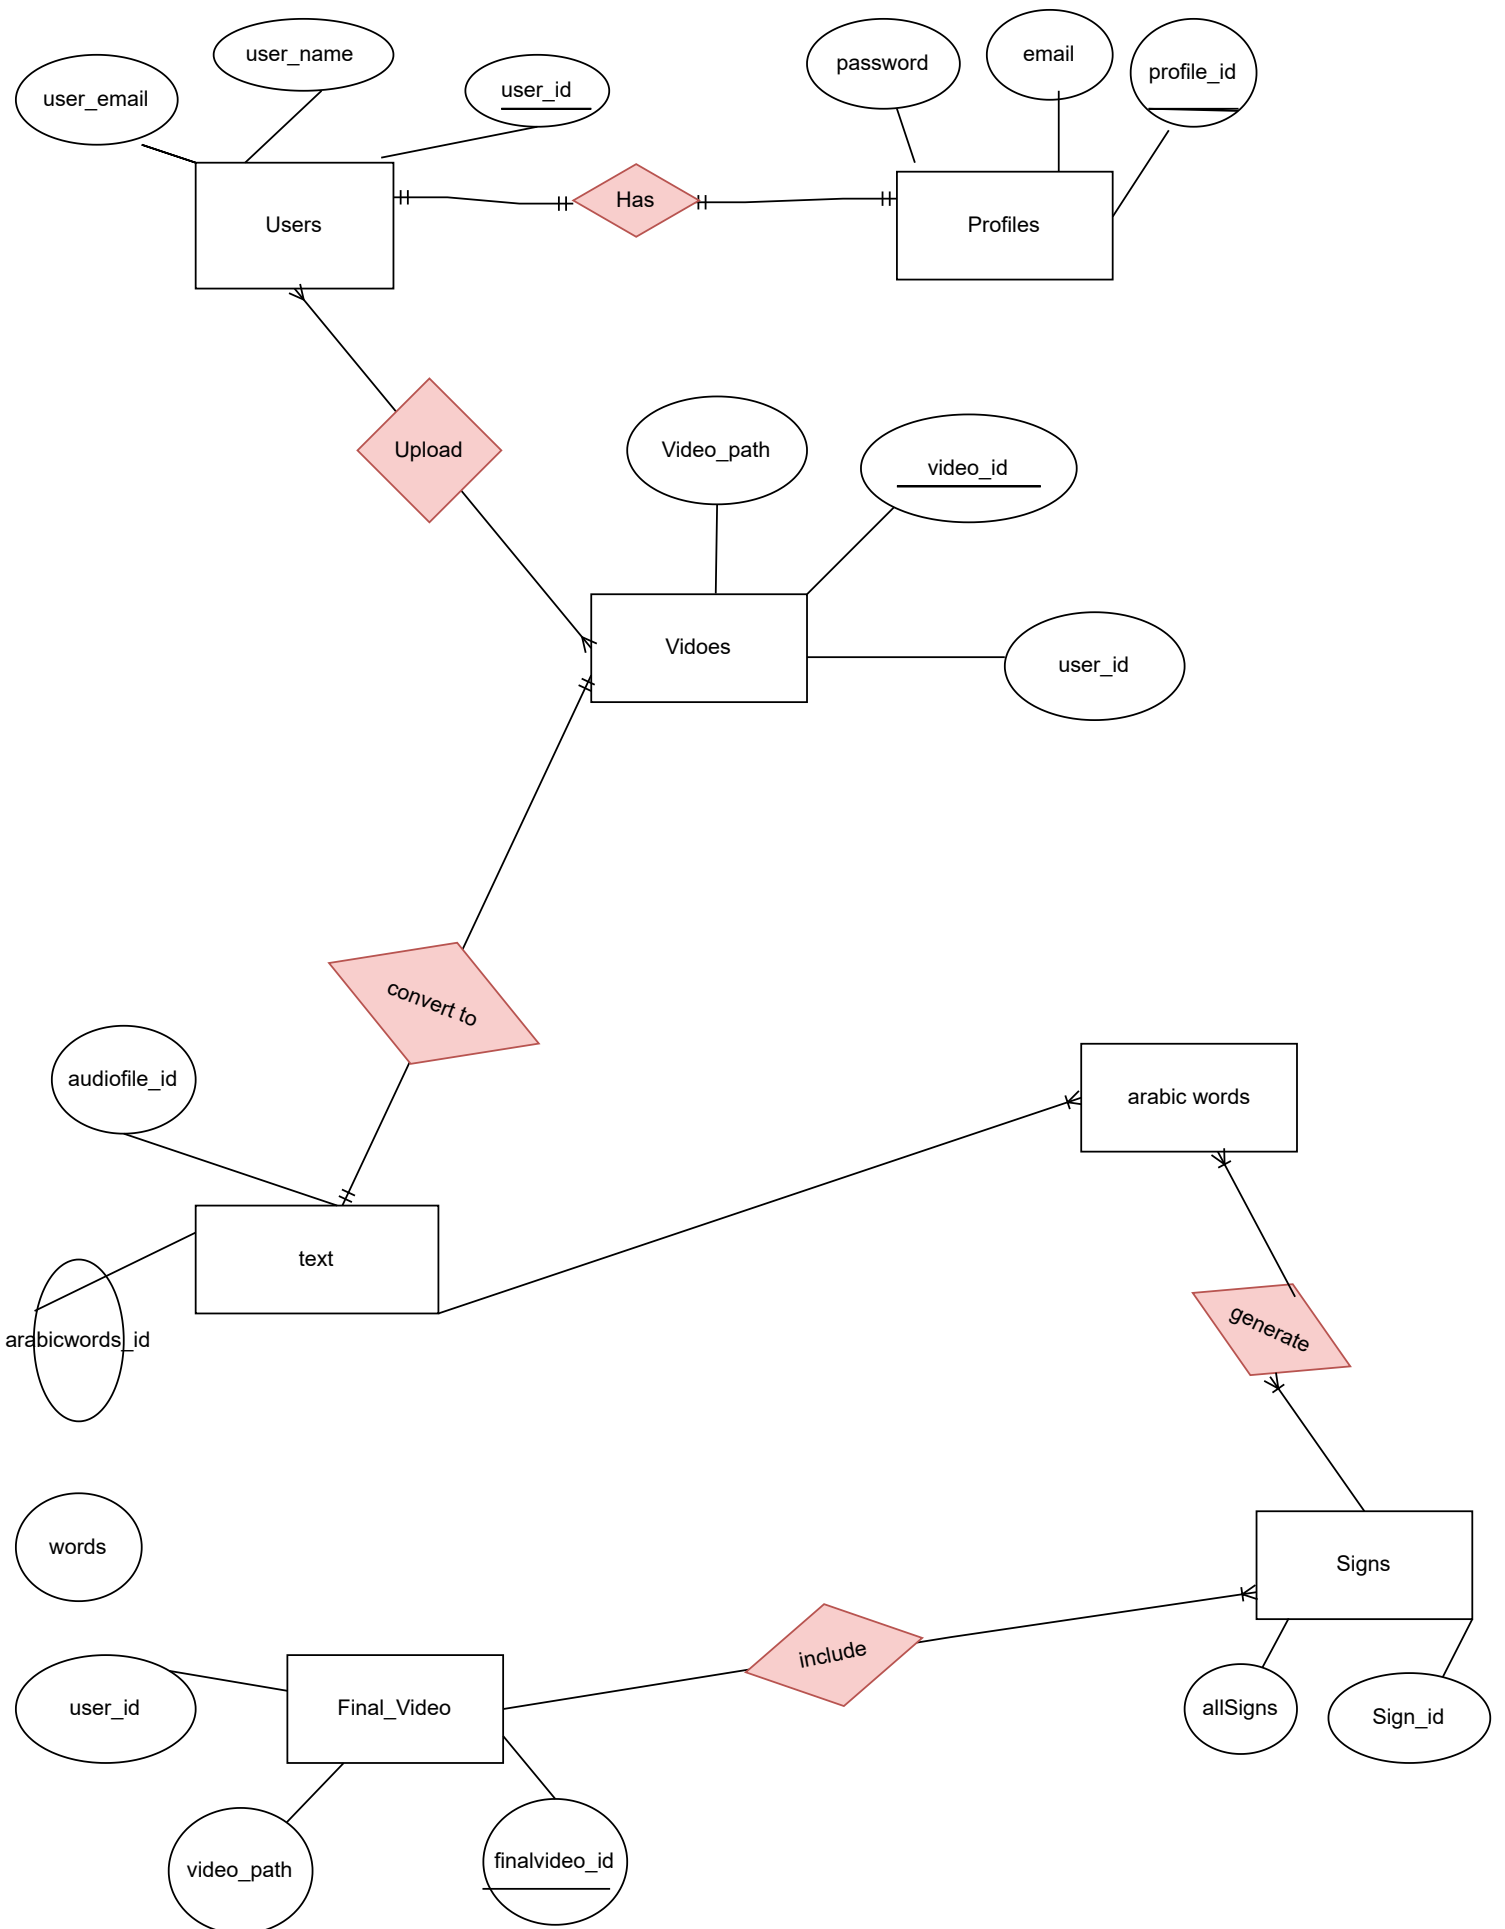 user_name
email
password
profile_id
user_id
user_email
Has
Users
Profiles
Upload
Video_path
video_id
Vidoes
user_id
convert to
audiofile_id
arabic words
text
generate
arabicwords_id
words
Signs
include
user_id
Final_Video
allSigns
Sign_id
finalvideo_id
video_path